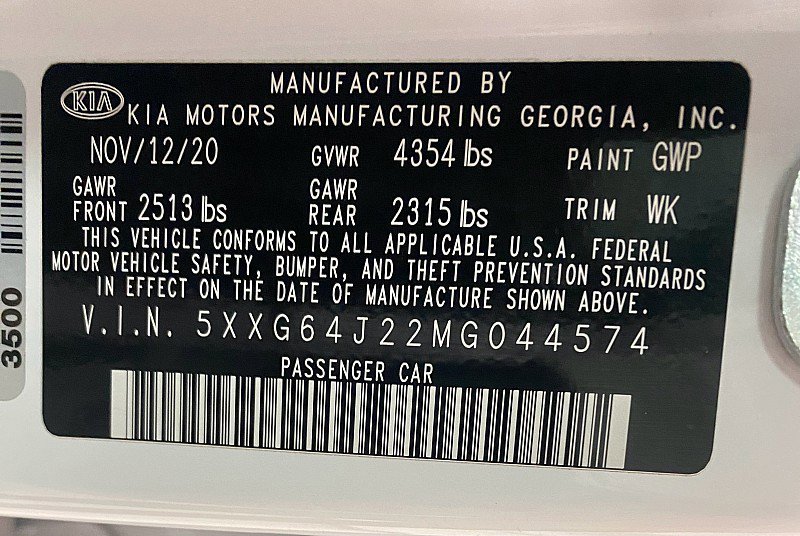 MANUFACTURED BY
KIA KIA MOTORS MANUFACTURING GEORGIA, INC.
NOV/12/20 GVWR 4354 lbs PAINT GWP
GAWR FRONT 2513 lbs GAWR REAR 2315 lbs TRIM WK
THIS VEHICLE CONFORMS TO ALL APPLICABLE U.S.A. FEDERAL
MOTOR VEHICLE SAFETY, BUMPER, AND THEFT PREVENTION STANDARDS
IN EFFECT ON THE DATE OF MANUFACTURE SHOWN ABOVE.
V.I.N. 5XXG64J22MG044574
PASSENGER CAR
3500